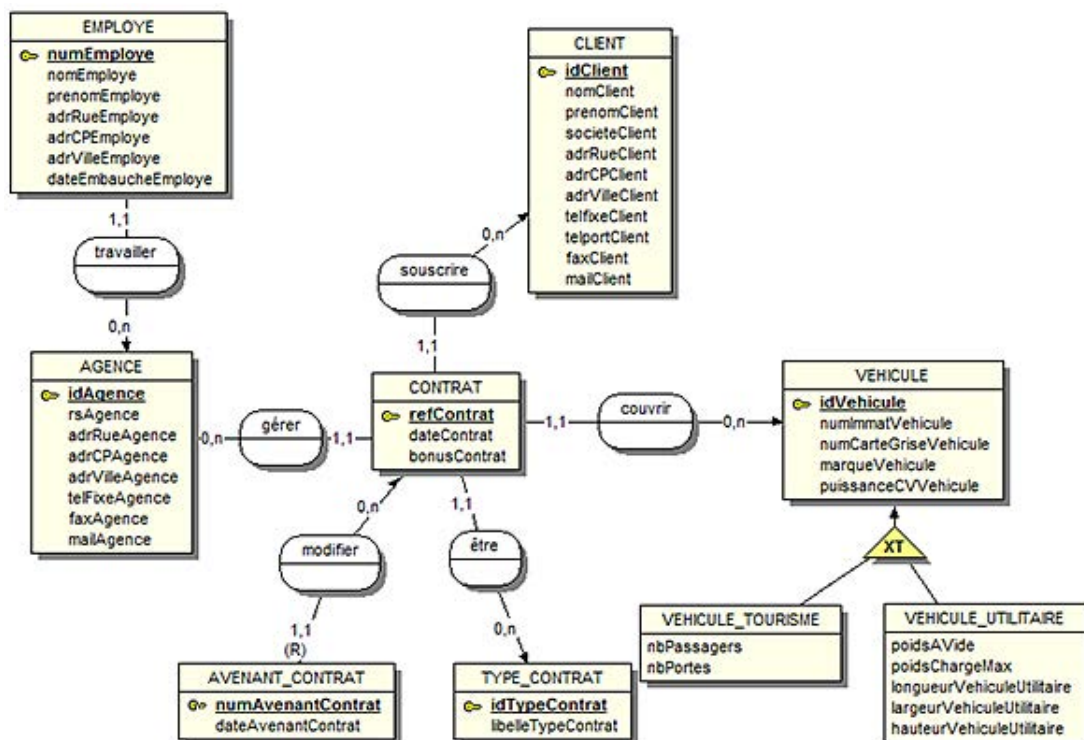 EMPLOYE
numEmploye
nomEmploye
prenomEmploye
adrRueEmploye
adrCPEmploye
adrVilleEmploye
dateEmbaucheEmploye
1,1
travailler
0,n
CLIENT
idClient
nomClient
prenomClient
societeClient
adrRueClient
adrCPClient
adrVilleClient
telfixeClient
telportClient
faxClient
mailClient
0,n
souscrire
1,1
AGENCE
idAgence
rsAgence
adrRueAgence
adrCPAgence
adrVilleAgence
telFixeAgence
faxAgence
mailAgence
0,n
gérer
1,1
CONTRAT
refContrat
dateContrat
bonusContrat
1,1
couvrir
0,n
VEHICULE
idVehicule
numImmatVehicule
numCarteGriseVehicule
marqueVehicule
puissanceCVVehicule
0,n
modifier
1,1
(R)
1,1
être
0,n
XT
AVENANT_CONTRAT
numAvenantContrat
dateAvenantContrat
TYPE_CONTRAT
idTypeContrat
libelleTypeContrat
VEHICULE_TOURISME
nbPassagers
nbPortes
VEHICULE_UTILITAIRE
poidsAVide
poidsChargeMax
longueurVehiculeUtilitaire
largeurVehiculeUtilitaire
hauteurVehiculeUtilitaire